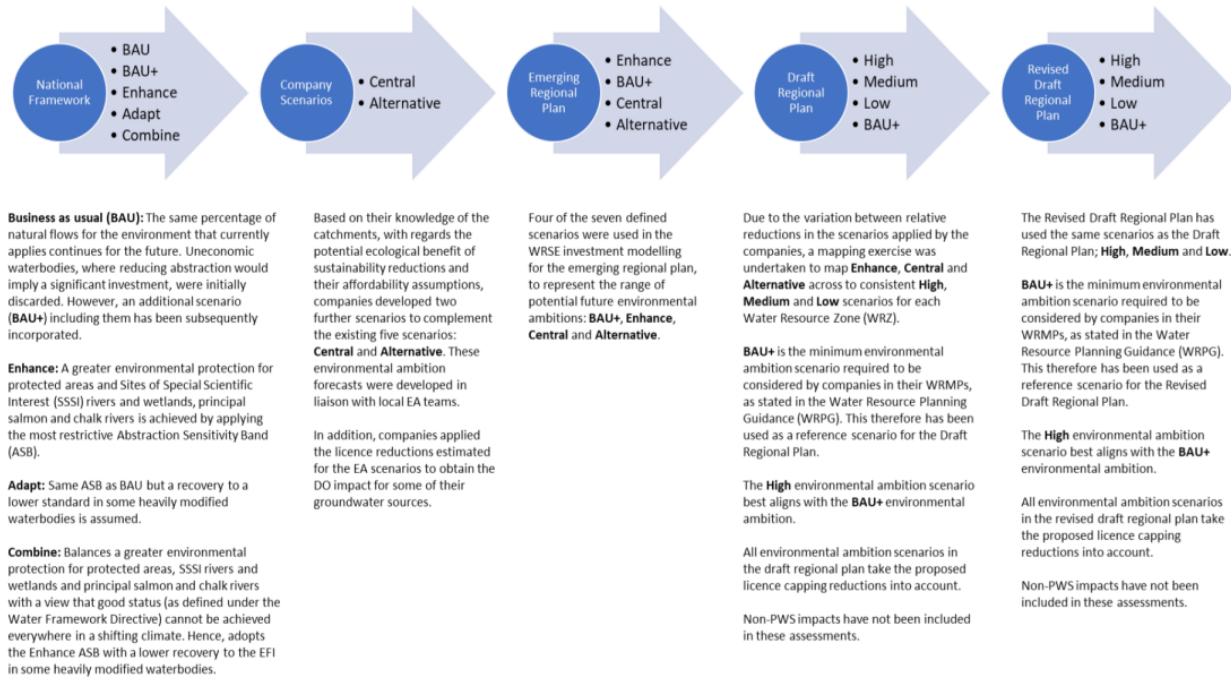 National
Framework
• BAU
• BAU+
• Enhance
• Adapt
• Combine
Company
Scenarios
• Central
• Alternative
Emerging
Regional
Plan
• Enhance
• BAU+
• Central
• Alternative
Draft
Regional
Plan
• High
• Medium
• Low
• BAU+
Revised
Draft
Regional
Plan
• High
• Medium
• Low
• BAU+
Business as usual (BAU): The same percentage of
natural flows for the environment that currently
applies continues for the future. Uneconomic
waterbodies, where reducing abstraction would
imply a significant investment, were initially
discarded. However, an additional scenario
(BAU+) including them has been subsequently
incorporated.
Enhance: A greater environmental protection for
protected areas and Sites of Special Scientific
Interest (SSSI) rivers and wetlands, principal
salmon and chalk rivers is achieved by applying
the most restrictive Abstraction Sensitivity Band
(ASB).
Adapt: Same ASB as BAU but a recovery to a
lower standard in some heavily modified
waterbodies is assumed.
Combine: Balances a greater environmental
protection for protected areas, SSSI rivers and
wetlands and principal salmon and chalk rivers
with a view that good status (as defined under the
Water Framework Directive) cannot be achieved
everywhere in a shifting climate. Hence, adopts
the Enhance ASB with a lower recovery to the EFI
in some heavily modified waterbodies.
Based on their knowledge of the
catchments, with regards the
potential ecological benefit of
sustainability reductions and
their affordability assumptions,
companies developed two
further scenarios to complement
the existing five scenarios:
Central and Alternative. These
environmental ambition
forecasts were developed in
liaison with local EA teams.
In addition, companies applied
the licence reductions estimated
for the EA scenarios to obtain the
DO impact for some of their
groundwater sources.
Four of the seven defined
scenarios were used in the
WRSE investment modelling
for the emerging regional plan,
to represent the range of
potential future environmental
ambitions: BAU+, Enhance,
Central and Alternative.
Due to the variation between relative
reductions in the scenarios applied by the
companies, a mapping exercise was
undertaken to map Enhance, Central and
Alternative across to consistent High,
Medium and Low scenarios for each
Water Resource Zone (WRZ).
BAU+ is the minimum environmental
ambition scenario required to be
considered by companies in their WRMPs,
as stated in the Water Resource Planning
Guidance (WRPG). This therefore has been
used as a reference scenario for the Draft
Regional Plan.
The High environmental ambition scenario
best aligns with the BAU+ environmental
ambition.
All environmental ambition scenarios in
the draft regional plan take the proposed
licence capping reductions into account.
Non-PWS impacts have not been included
in these assessments.
The Revised Draft Regional Plan has
used the same scenarios as the Draft
Regional Plan; High, Medium and Low.
BAU+ is the minimum environmental
ambition scenario required to be
considered by companies in their
WRMPs, as stated in the Water
Resource Planning Guidance (WRPG).
This therefore has been used as a
reference scenario for the Revised
Draft Regional Plan.
The High environmental ambition
scenario best aligns with the BAU+
environmental ambition.
All environmental ambition scenarios
in the revised draft regional plan take
the proposed licence capping
reductions into account.
Non-PWS impacts have not been
included in these assessments.